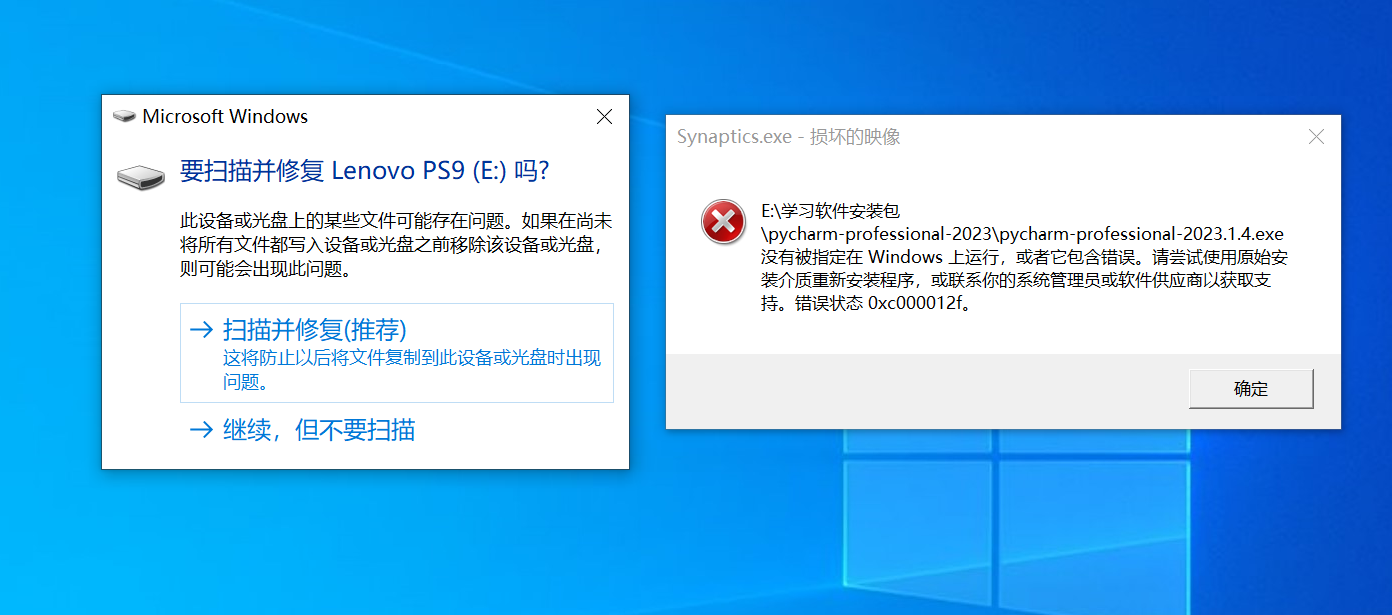 Microsoft Windows
要扫描并修复 Lenovo PS9 (E:) 吗?
此设备或光盘上的某些文件可能存在问题。如果在尚未
将所有文件都写入设备或光盘之前移除该设备或光盘，
则可能会出现此问题。
扫描并修复(推荐)
这将防止以后将文件复制到此设备或光盘时出现
问题。
继续，但不要扫描
Synaptics.exe - 损坏的映像
E:\学习软件安装包
\pycharm-professional-2023\pycharm-professional-2023.1.4.exe
没有被指定在 Windows 上运行，或者它包含错误。请尝试使用原始安
装介质重新安装程序，或联系你的系统管理员或软件供应商以获取支
持。错误状态 0xc000012f。
确定